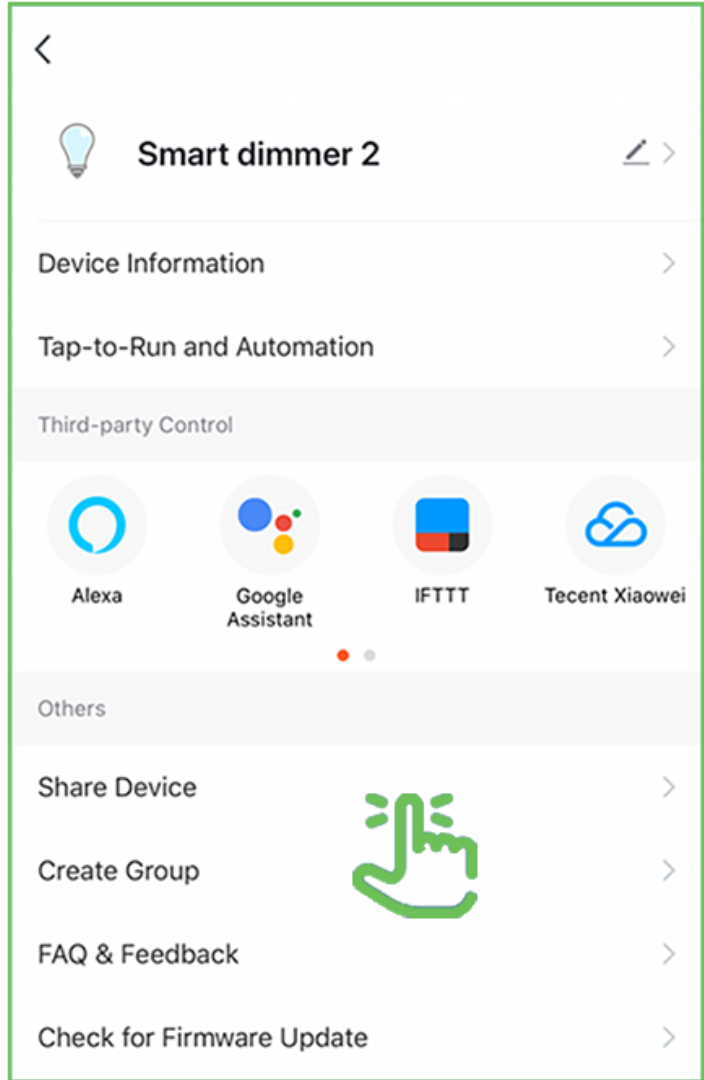 Smart dimmer 2
Device Information
Tap-to-Run and Automation
Third-party Control
Alexa
Google
Assistant
IFTTT
Tecent Xiaowei
Others
Share Device
Create Group
FAQ & Feedback
Check for Firmware Update